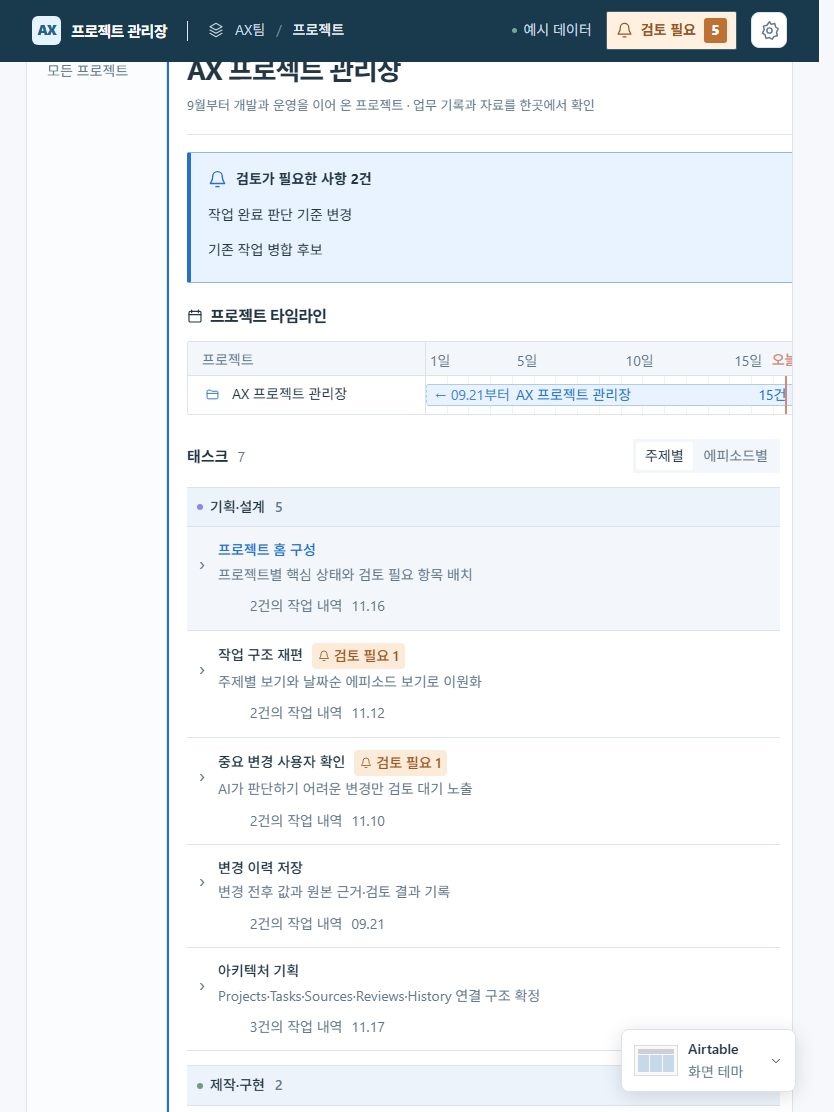 AX 프로젝트 관리장 AX팀 / 프로젝트 예시 데이터 검토 필요 5
모든 프로젝트
AX 프로젝트 관리장
9월부터 개발과 운영을 이어 온 프로젝트 · 업무 기록과 자료를 한곳에서 확인
검토가 필요한 사항 2건
작업 완료 판단 기준 변경
기존 작업 병합 후보
프로젝트 타임라인
프로젝트 1일 5일 10일 15일 오늘
AX 프로젝트 관리장 ← 09.21부터 AX 프로젝트 관리장 15건
태스크 7 주제별 에피소드별
기획·설계 5
프로젝트 홈 구성
프로젝트별 핵심 상태와 검토 필요 항목 배치
2건의 작업 내역 11.16
작업 구조 재편 검토 필요 1
주제별 보기와 날짜순 에피소드 보기로 이원화
2건의 작업 내역 11.12
중요 변경 사용자 확인 검토 필요 1
AI가 판단하기 어려운 변경만 검토 대기 노출
2건의 작업 내역 11.10
변경 이력 저장
변경 전후 값과 원본 근거·검토 결과 기록
2건의 작업 내역 09.21
아키텍처 기획
Projects·Tasks·Sources·Reviews·History 연결 구조 확정
3건의 작업 내역 11.17
제작·구현 2
Airtable
화면 테마